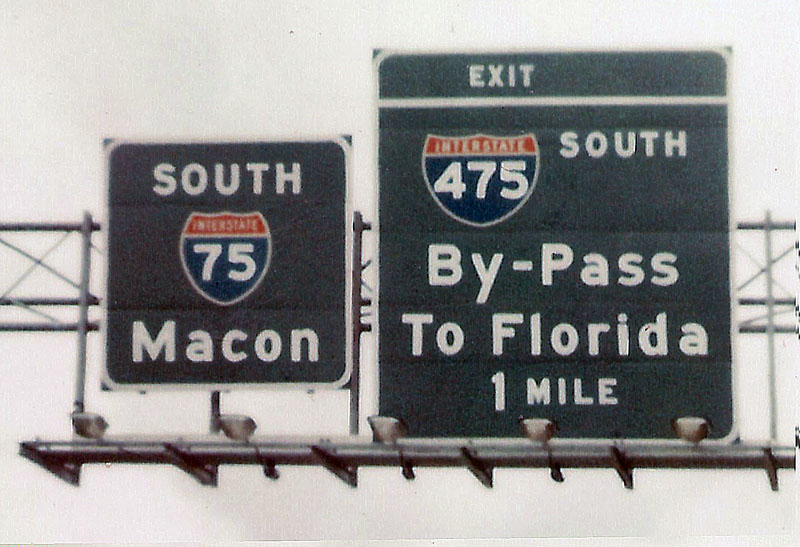 SOUTH
INTERSTATE
75
Macon
EXIT
INTERSTATE
475
SOUTH
By-Pass
To Florida
1 MILE